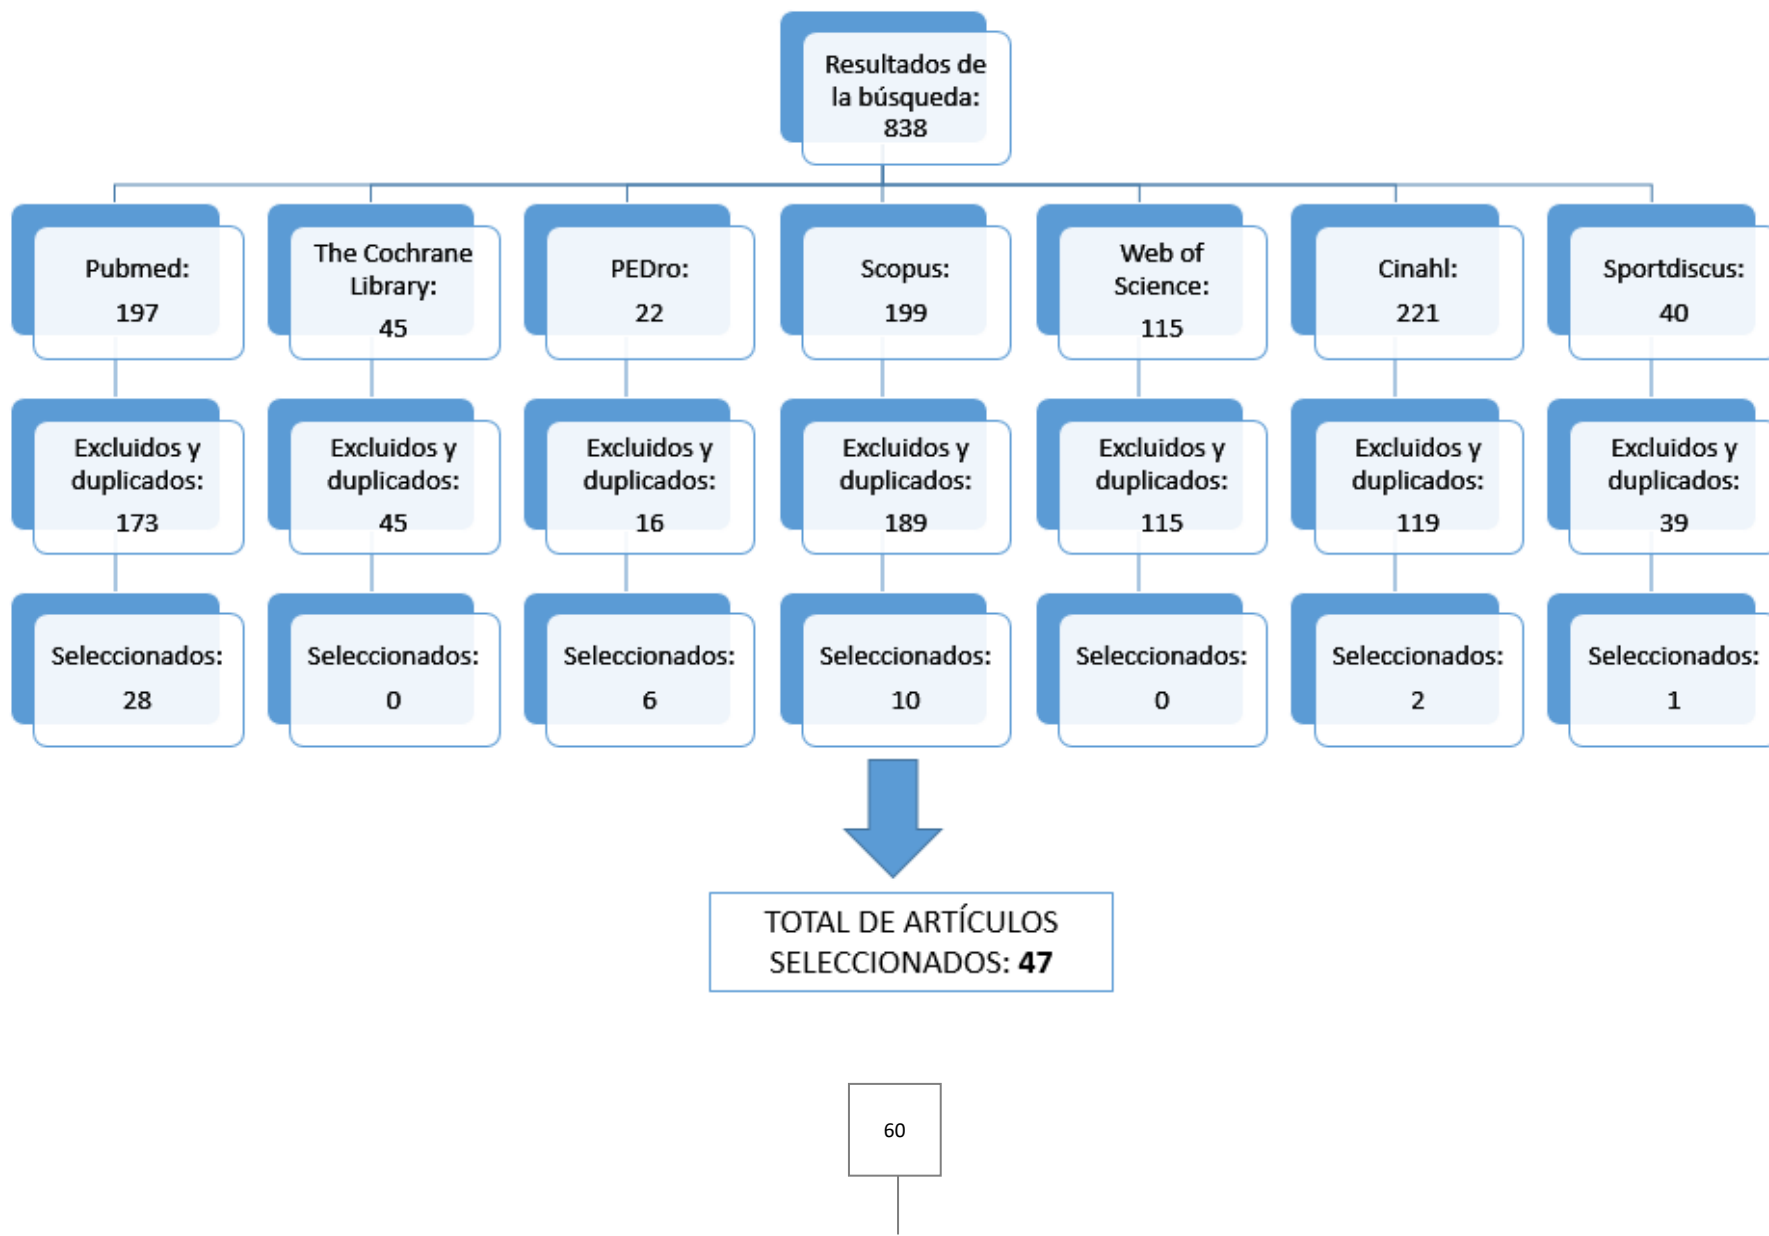 Resultados de
la búsqueda:
838
Pubmed:
197
The Cochrane
Library:
45
PEDro:
22
Scopus:
199
Web of
Science:
115
Cinahl:
221
Sportdiscus:
40
Excluidos y
duplicados:
173
Excluidos y
duplicados:
45
Excluidos y
duplicados:
16
Excluidos y
duplicados:
189
Excluidos y
duplicados:
115
Excluidos y
duplicados:
119
Excluidos y
duplicados:
39
Seleccionados:
28
Seleccionados:
0
Seleccionados:
6
Seleccionados:
10
Seleccionados:
0
Seleccionados:
2
Seleccionados:
1
TOTAL DE ARTÍCULOS
SELECCIONADOS: 47
60